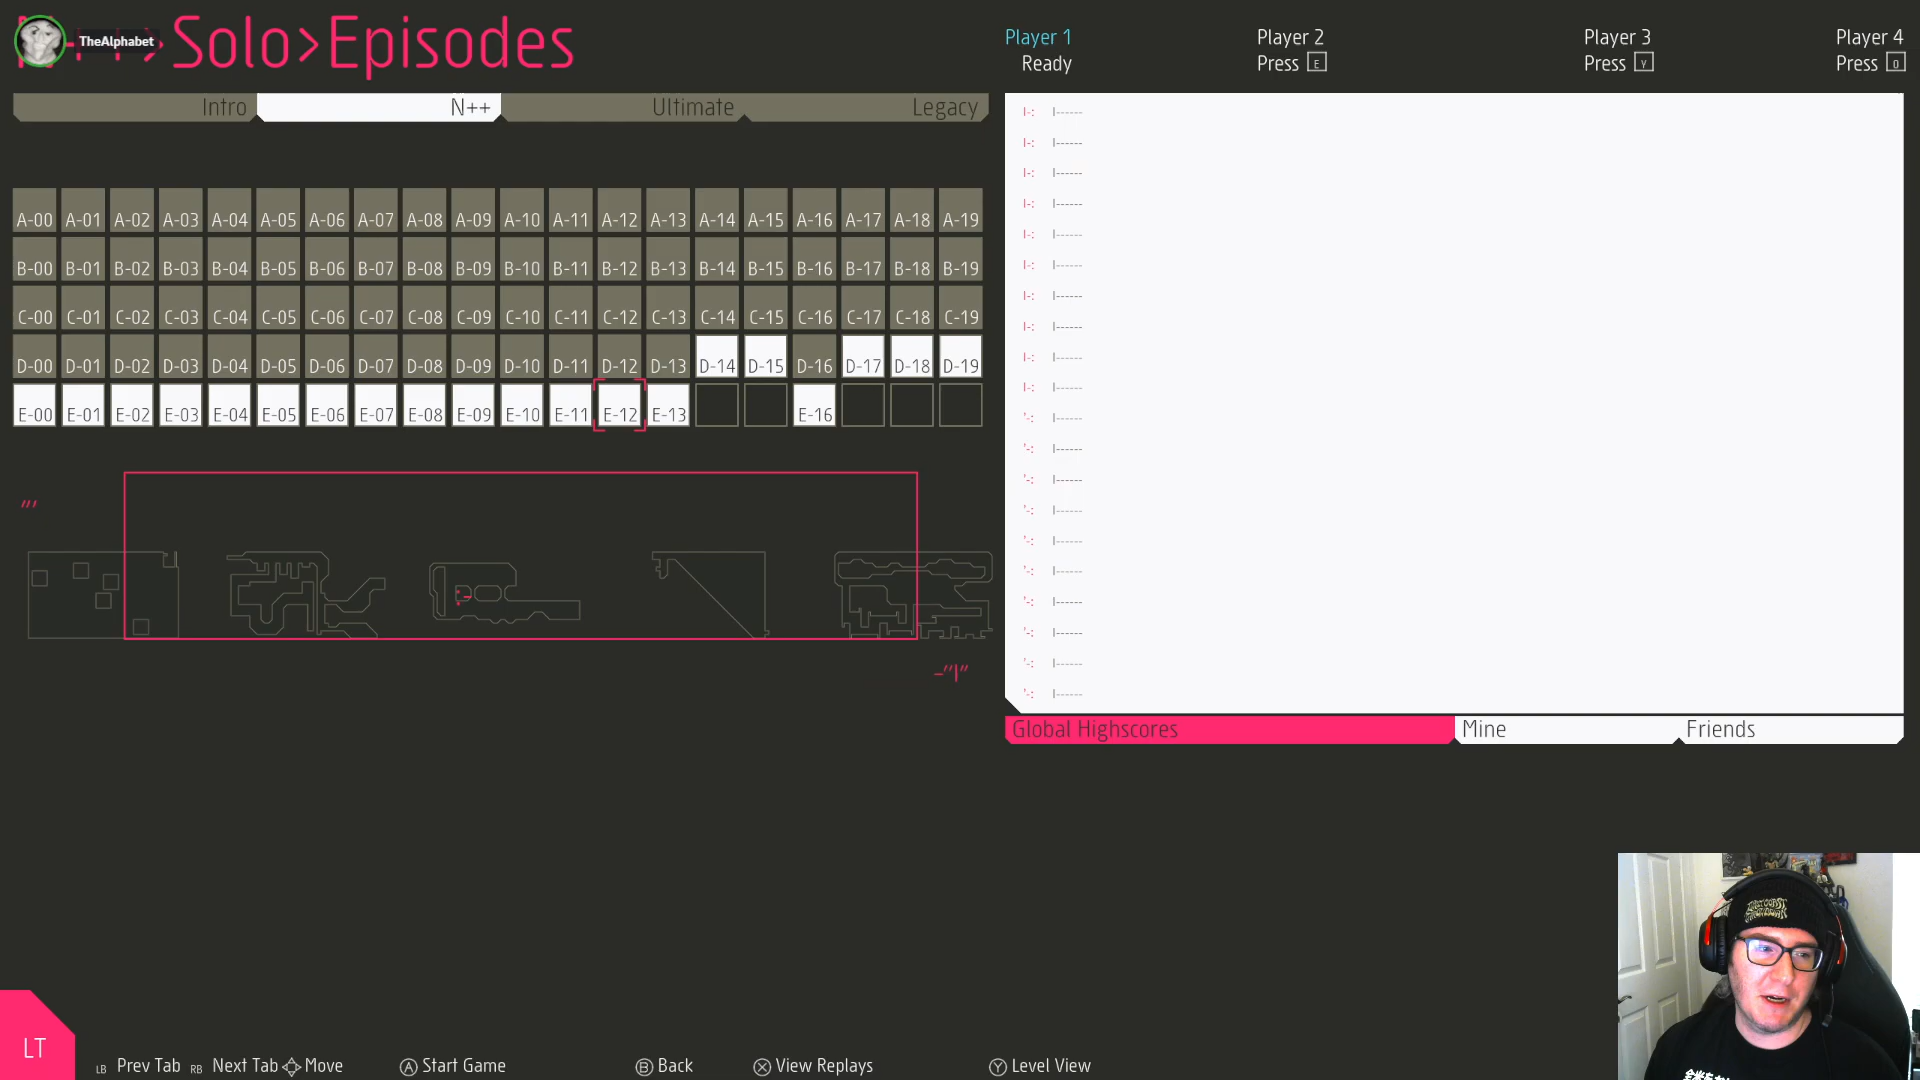 TheAlphabet
>Solo>Episodes
Player 1
Ready
Player 2
Press E
Player 3
Press Y
Player 4
Press O
Intro
N++
Ultimate
Legacy
A-00 A-01 A-02 A-03 A-04 A-05 A-06 A-07 A-08 A-09 A-10 A-11 A-12 A-13 A-14 A-15 A-16 A-17 A-18 A-19
B-00 B-01 B-02 B-03 B-04 B-05 B-06 B-07 B-08 B-09 B-10 B-11 B-12 B-13 B-14 B-15 B-16 B-17 B-18 B-19
C-00 C-01 C-02 C-03 C-04 C-05 C-06 C-07 C-08 C-09 C-10 C-11 C-12 C-13 C-14 C-15 C-16 C-17 C-18 C-19
D-00 D-01 D-02 D-03 D-04 D-05 D-06 D-07 D-08 D-09 D-10 D-11 D-12 D-13 D-14 D-15 D-16 D-17 D-18 D-19
E-00 E-01 E-02 E-03 E-04 E-05 E-06 E-07 E-08 E-09 E-10 E-11 E-12 E-13 E-16
Global Highscores
Mine
Friends
LT
LB Prev Tab RB Next Tab Move A Start Game B Back X View Replays Y Level View